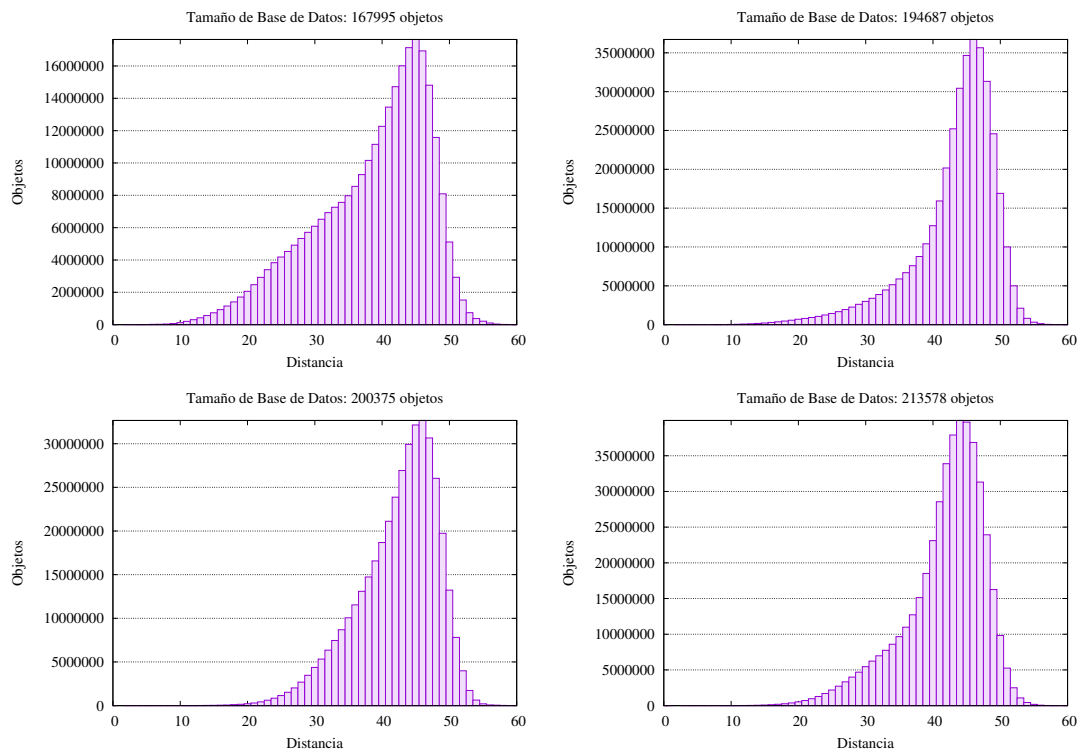 Tamaño de Base de Datos: 167995 objetos
16000000
14000000
12000000
10000000
8000000
6000000
4000000
2000000
0
Objetos
0 10 20 30 40 50 60
Distancia
Tamaño de Base de Datos: 194687 objetos
35000000
30000000
25000000
20000000
15000000
10000000
5000000
0
Objetos
0 10 20 30 40 50 60
Distancia
Tamaño de Base de Datos: 200375 objetos
30000000
25000000
20000000
15000000
10000000
5000000
0
Objetos
0 10 20 30 40 50 60
Distancia
Tamaño de Base de Datos: 213578 objetos
35000000
30000000
25000000
20000000
15000000
10000000
5000000
0
Objetos
0 10 20 30 40 50 60
Distancia